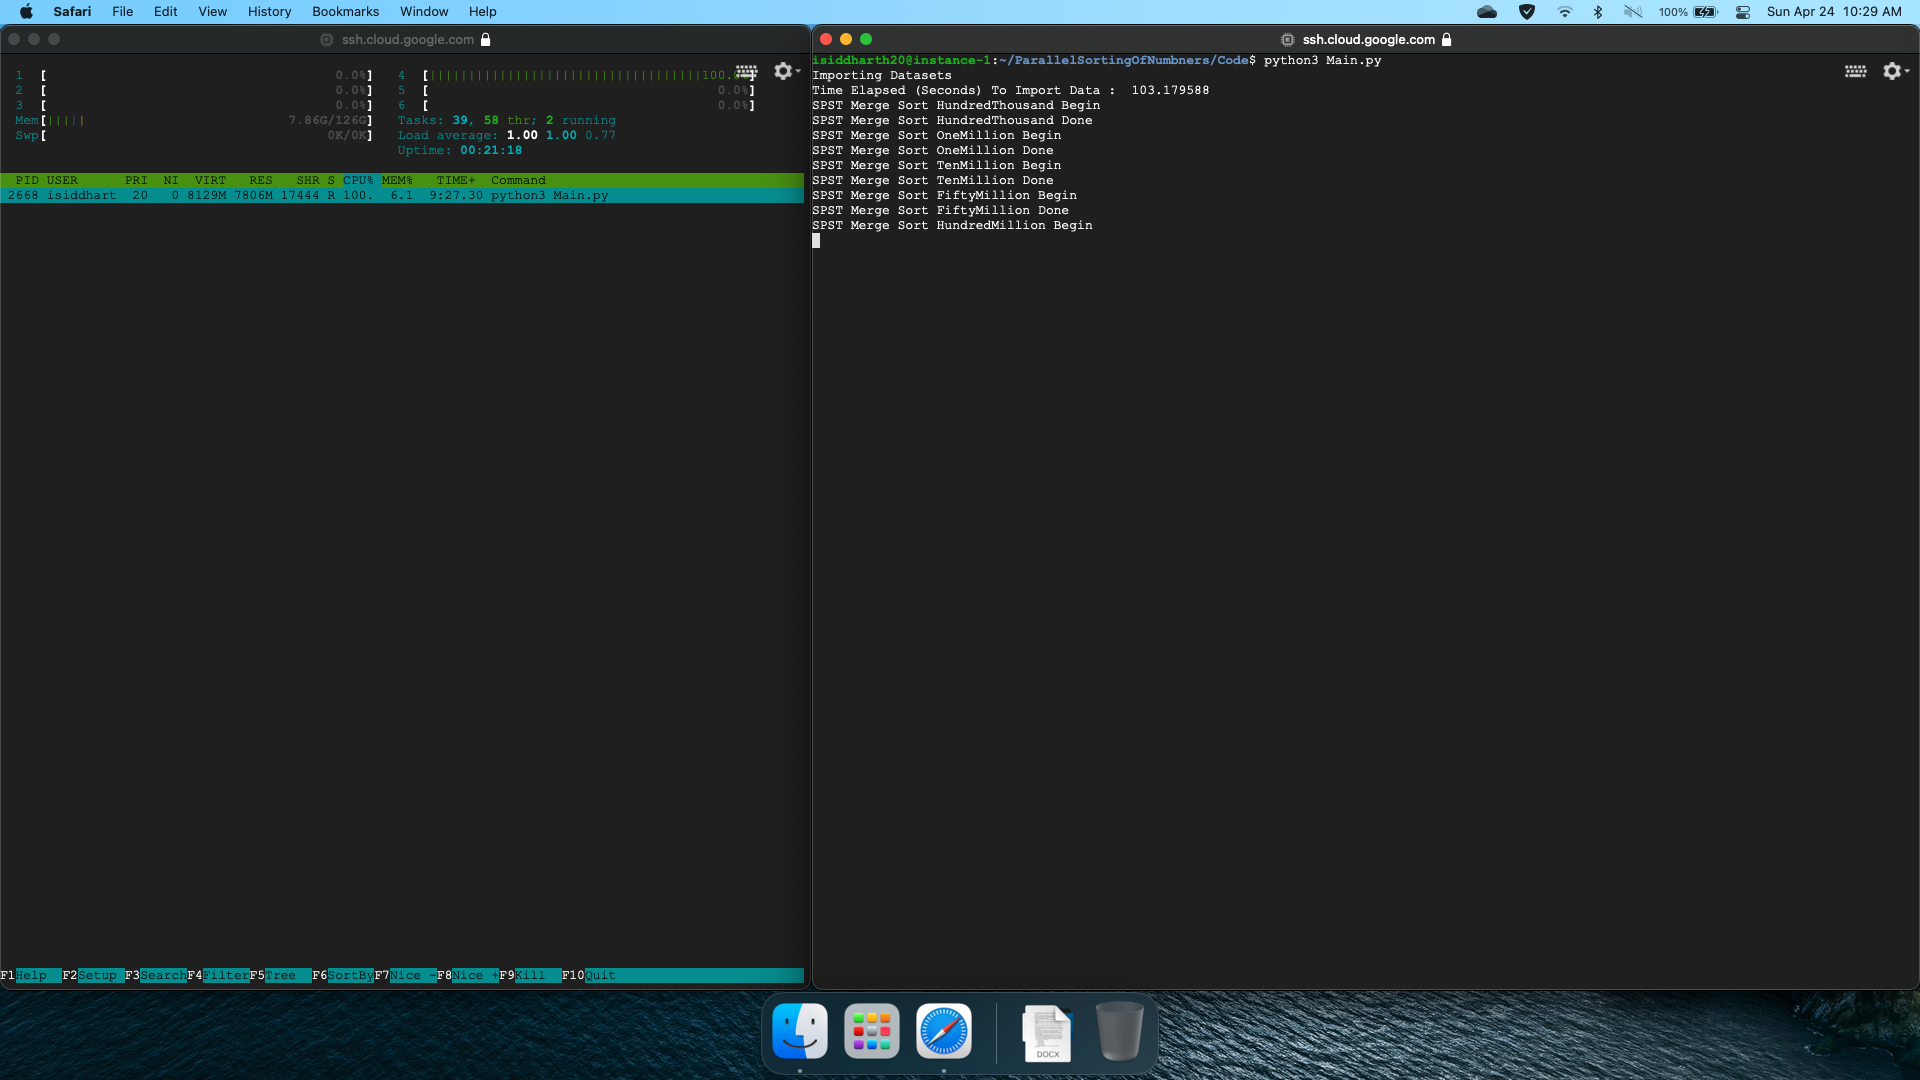 Safari File Edit View History Bookmarks Window Help 100% Sun Apr 24 10:29 AM
ssh.cloud.google.com
1 [ 0.0%] 4 [||||||||||||||||||||||||||||||||||||100.
2 [ 0.0%] 5 [ 0.0%]
3 [ 0.0%] 6 [ 0.0%]
Mem[||||| 7.86G/126G] Tasks: 39, 58 thr; 2 running
Swp[ 0K/0K] Load average: 1.00 1.00 0.77
Uptime: 00:21:18
PID USER PRI NI VIRT RES SHR S CPU% MEM% TIME+ Command
2668 isiddhart 20 0 8129M 7806M 17444 R 100. 6.1 9:27.30 python3 Main.py
F1Help F2Setup F3SearchF4FilterF5Tree F6SortByF7Nice -F8Nice +F9Kill F10Quit
ssh.cloud.google.com
isiddharth20@instance-1:~/ParallelSortingOfNumbners/Code$ python3 Main.py
Importing Datasets
Time Elapsed (Seconds) To Import Data : 103.179588
SPST Merge Sort HundredThousand Begin
SPST Merge Sort HundredThousand Done
SPST Merge Sort OneMillion Begin
SPST Merge Sort OneMillion Done
SPST Merge Sort TenMillion Begin
SPST Merge Sort TenMillion Done
SPST Merge Sort FiftyMillion Begin
SPST Merge Sort FiftyMillion Done
SPST Merge Sort HundredMillion Begin
DOCX